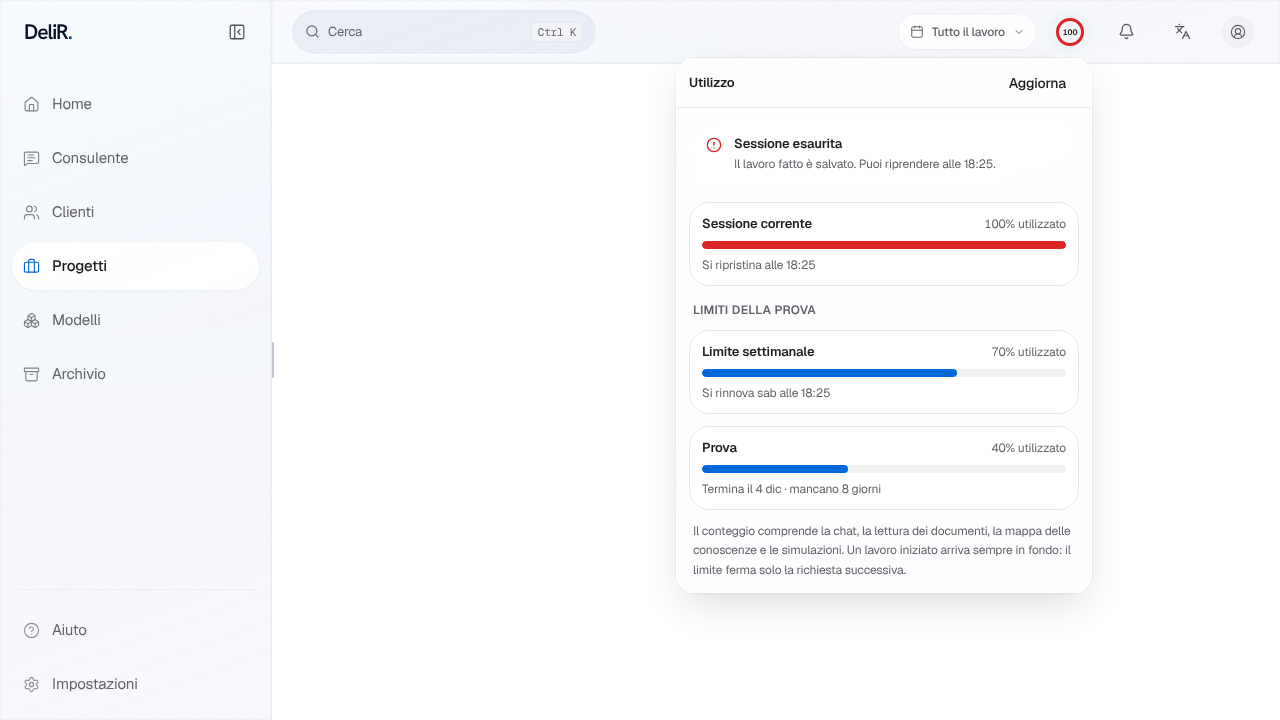 DeliR.
Cerca
Ctrl K
Tutto il lavoro
100
Home
Consulente
Clienti
Progetti
Modelli
Archivio
Aiuto
Impostazioni
Utilizzo
Aggiorna
Sessione esaurita
Il lavoro fatto è salvato. Puoi riprendere alle 18:25.
Sessione corrente
100% utilizzato
Si ripristina alle 18:25
LIMITI DELLA PROVA
Limite settimanale
70% utilizzato
Si rinnova sab alle 18:25
Prova
40% utilizzato
Termina il 4 dic · mancano 8 giorni
Il conteggio comprende la chat, la lettura dei documenti, la mappa delle
conoscenze e le simulazioni. Un lavoro iniziato arriva sempre in fondo: il
limite ferma solo la richiesta successiva.